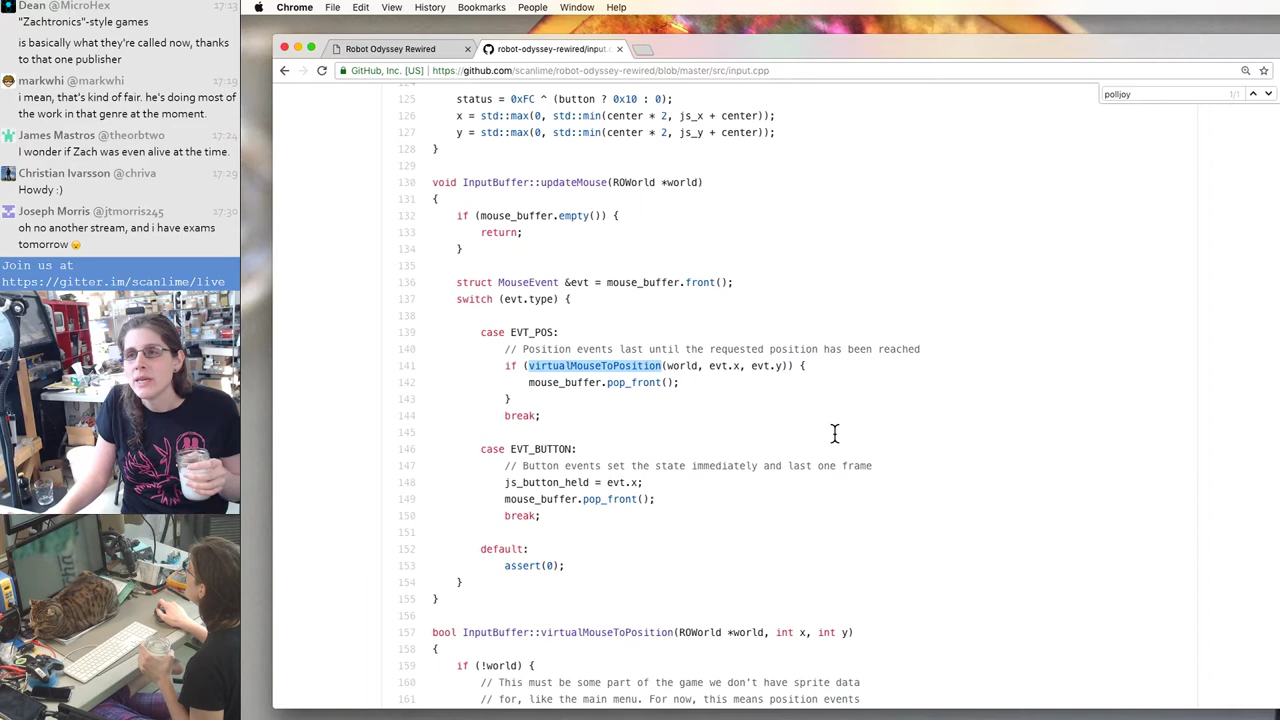 Dean @MicroHex 17:13
"Zachtronics"-style games
is basically what they're called now, thanks
to that one publisher
markwhi @markwhi 17:19
i mean, that's kind of fair. he's doing most of
the work in that genre at the moment.
James Mastros @theorbtwo 17:24
I wonder if Zach was even alive at the time.
Christian Ivarsson @chriva 17:29
Howdy :)
Joseph Morris @jtmorris245 17:30
oh no another stream, and i have exams
tomorrow
Join us at
https://gitter.im/scanlime/live
Chrome File Edit View History Bookmarks People Window Help
Robot Odyssey Rewired
robot-odyssey-rewired/input.c
GitHub, Inc. [US] https://github.com/scanlime/robot-odyssey-rewired/blob/master/src/input.cpp
polljoy 1/1
124
125 status = 0xFC ^ (button ? 0x10 : 0);
126 x = std::max(0, std::min(center * 2, js_x + center));
127 y = std::max(0, std::min(center * 2, js_y + center));
128 }
129
130 void InputBuffer::updateMouse(ROWorld *world)
131 {
132 if (mouse_buffer.empty()) {
133 return;
134 }
135
136 struct MouseEvent &evt = mouse_buffer.front();
137 switch (evt.type) {
138
139 case EVT_POS:
140 // Position events last until the requested position has been reached
141 if (virtualMouseToPosition(world, evt.x, evt.y)) {
142 mouse_buffer.pop_front();
143 }
144 break;
145
146 case EVT_BUTTON:
147 // Button events set the state immediately and last one frame
148 js_button_held = evt.x;
149 mouse_buffer.pop_front();
150 break;
151
152 default:
153 assert(0);
154 }
155 }
156
157 bool InputBuffer::virtualMouseToPosition(ROWorld *world, int x, int y)
158 {
159 if (!world) {
160 // This must be some part of the game we don't have sprite data
161 // for, like the main menu. For now, this means position events